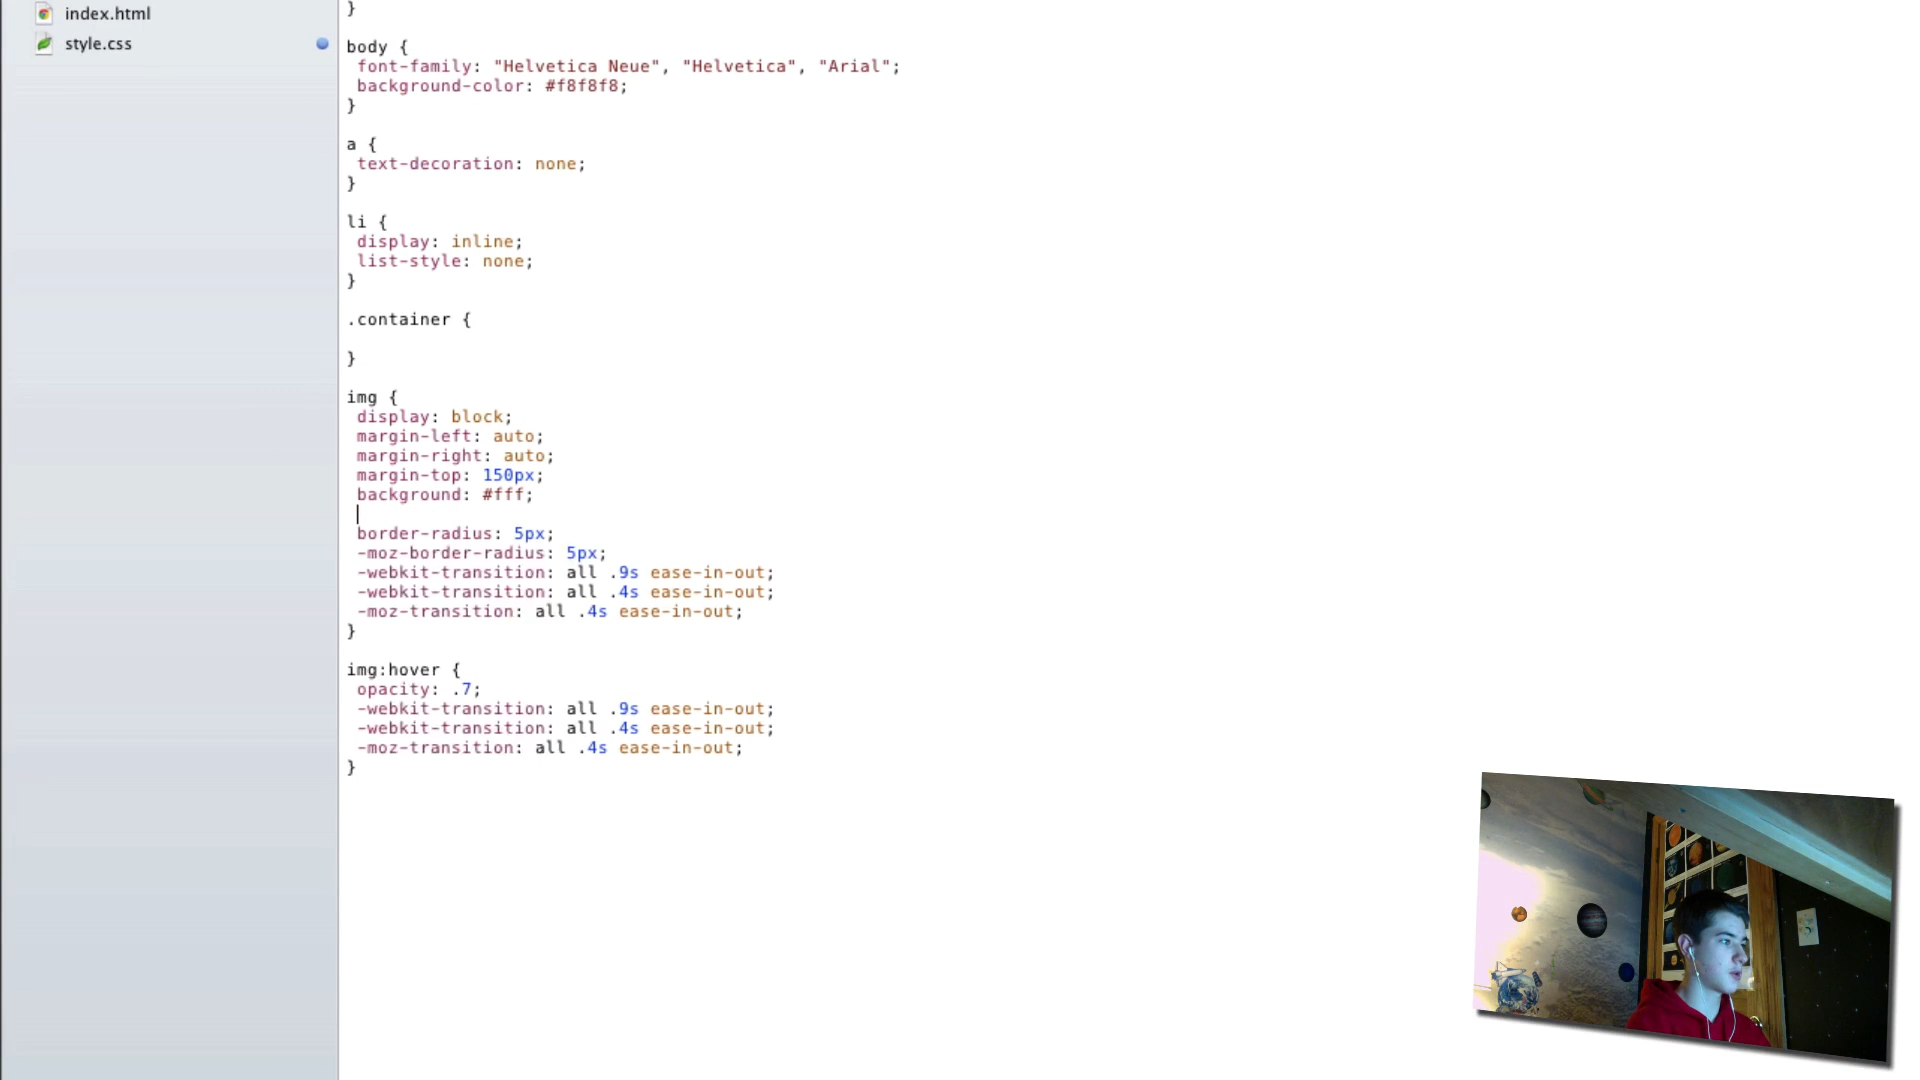 index.html
style.css
}
body {
font-family: "Helvetica Neue", "Helvetica", "Arial";
background-color: #f8f8f8;
}
a {
text-decoration: none;
}
li {
display: inline;
list-style: none;
}
.container {
}
img {
display: block;
margin-left: auto;
margin-right: auto;
margin-top: 150px;
background: #fff;
border-radius: 5px;
-moz-border-radius: 5px;
-webkit-transition: all .9s ease-in-out;
-webkit-transition: all .4s ease-in-out;
-moz-transition: all .4s ease-in-out;
}
img:hover {
opacity: .7;
-webkit-transition: all .9s ease-in-out;
-webkit-transition: all .4s ease-in-out;
-moz-transition: all .4s ease-in-out;
}